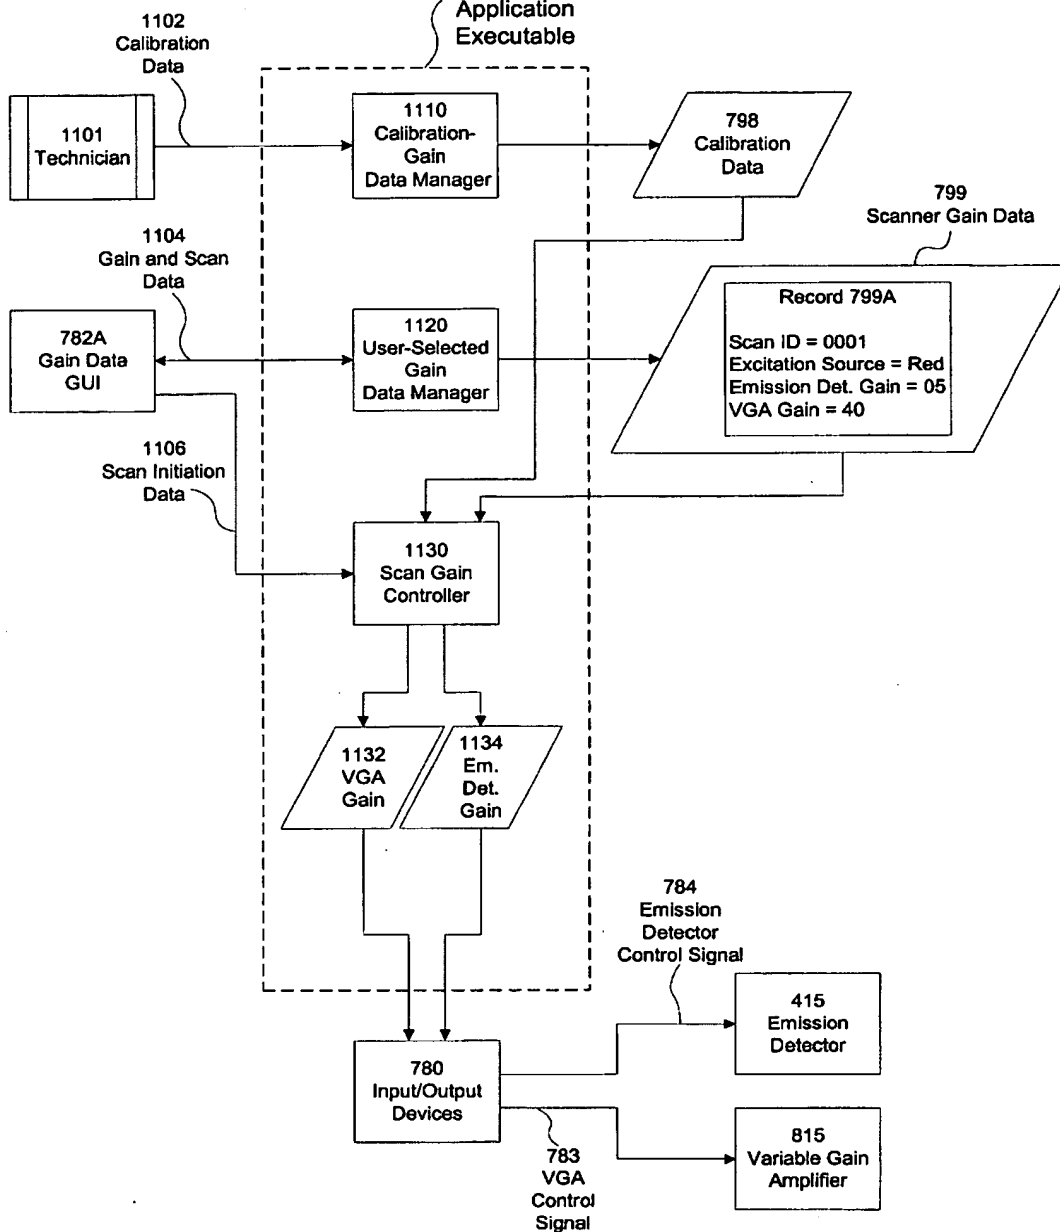 Application
Executable
1102
Calibration
Data
1101
Technician
1110
Calibration-
Gain
Data Manager
798
Calibration
Data
799
Scanner Gain Data
1104
Gain and Scan
Data
782A
Gain Data
GUI
1120
User-Selected
Gain
Data Manager
Record 799A
Scan ID = 0001
Excitation Source = Red
Emission Det. Gain = 05
VGA Gain = 40
1106
Scan Initiation
Data
1130
Scan Gain
Controller
1132
VGA
Gain
1134
Em.
Det.
Gain
784
Emission
Detector
Control Signal
415
Emission
Detector
780
Input/Output
Devices
783
VGA
Control
Signal
815
Variable Gain
Amplifier